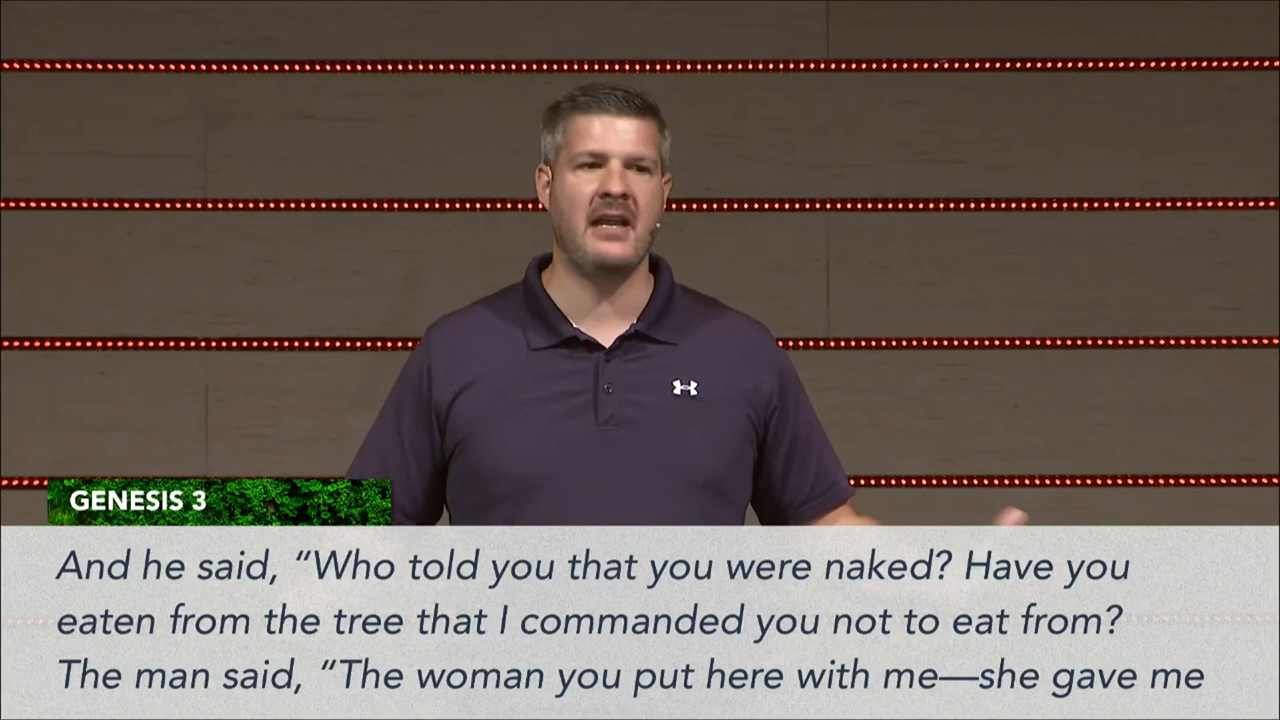 GENESIS 3
And he said, “Who told you that you were naked? Have you
eaten from the tree that I commanded you not to eat from?
The man said, “The woman you put here with me—she gave me